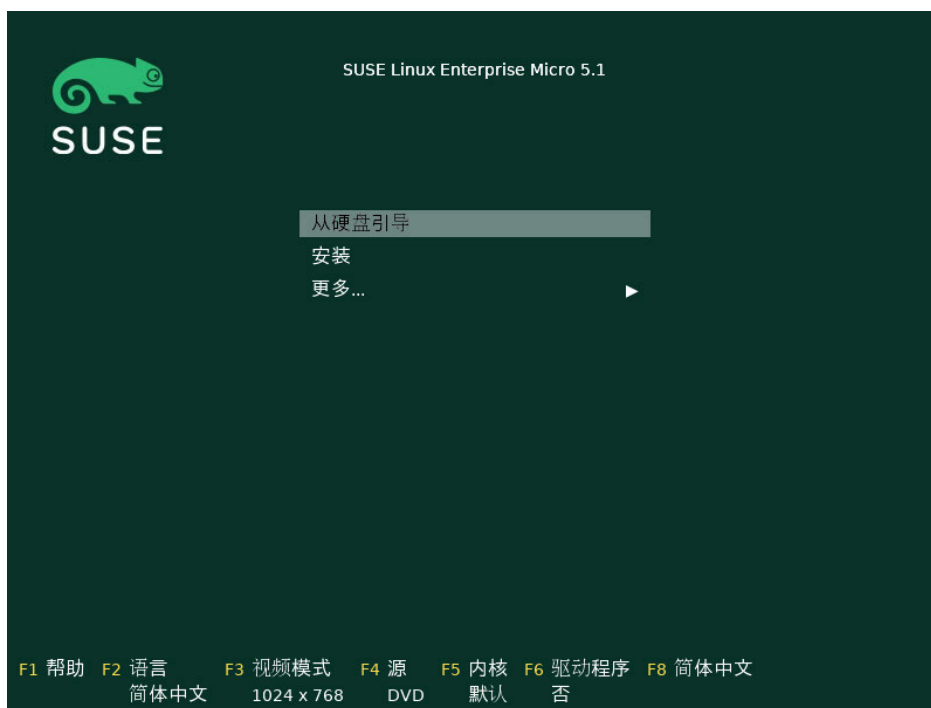 SUSE Linux Enterprise Micro 5.1
SUSE
从硬盘引导
安装
更多...
F1 帮助 F2 语言 F3 视频模式 F4 源 F5 内核 F6 驱动程序 F8 简体中文
简体中文 1024 x 768 DVD 默认 否